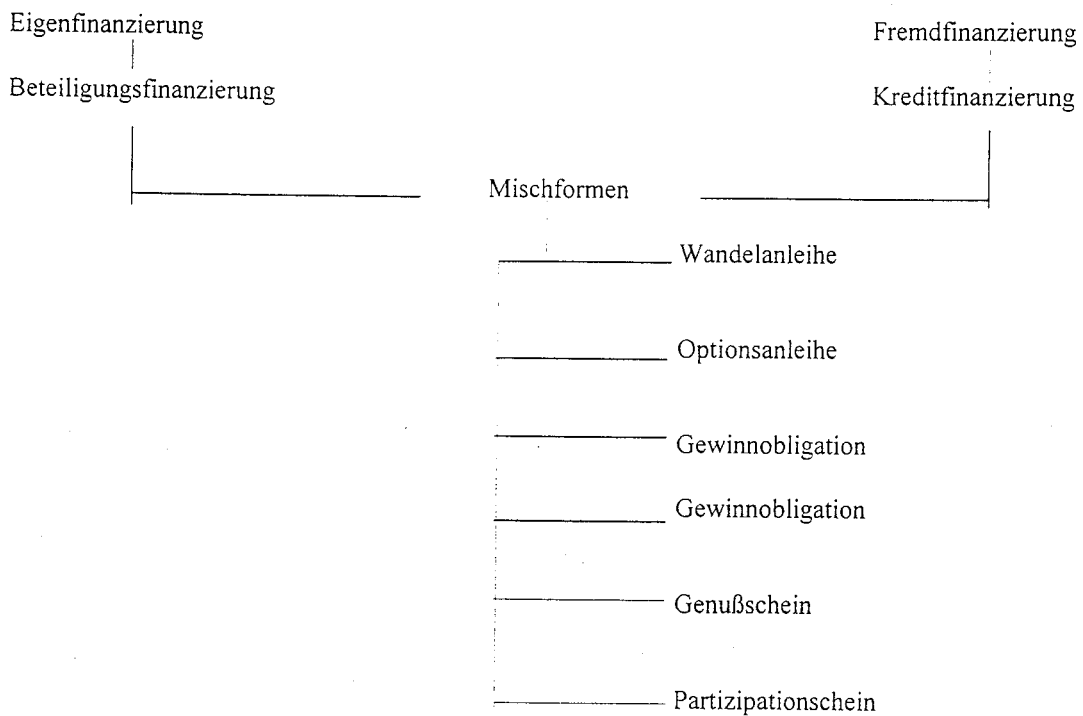 Eigenfinanzierung
Fremdfinanzierung
Beteiligungsfinanzierung
Kreditfinanzierung
Mischformen
Wandelanleihe
Optionsanleihe
Gewinnobligation
Gewinnobligation
Genußschein
Partizipationschein